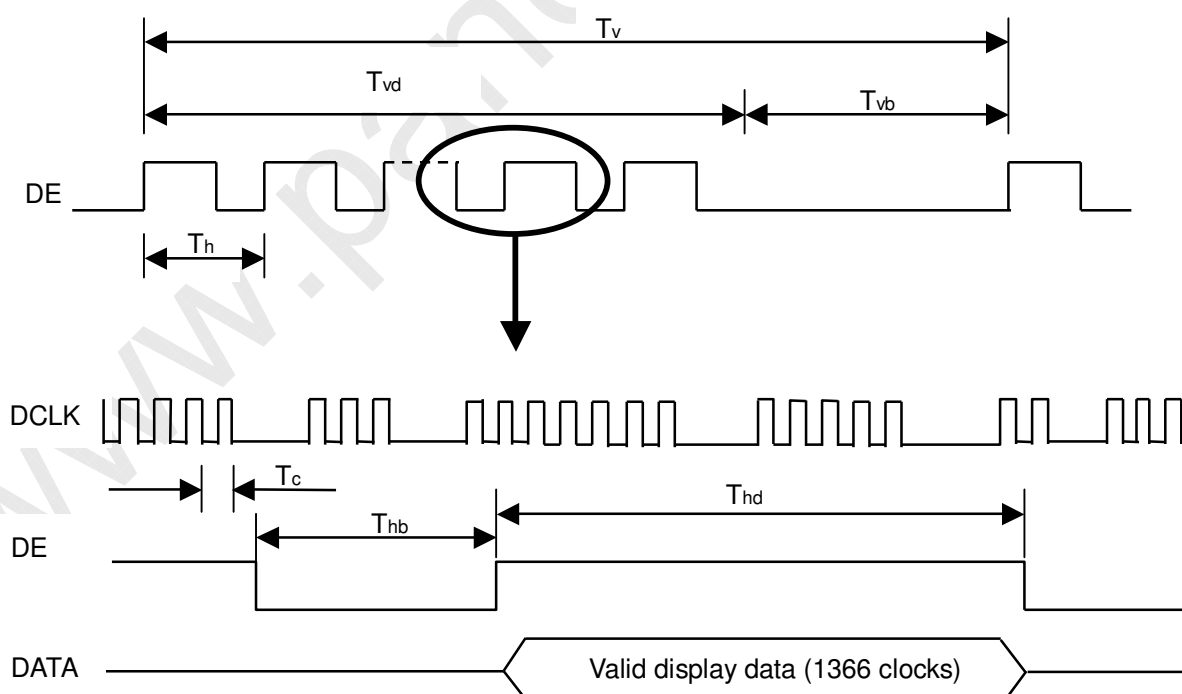 Tv
Tvd
Tvb
DE
Th
DCLK
Tc
Thd
Thb
DE
DATA
Valid display data (1366 clocks)